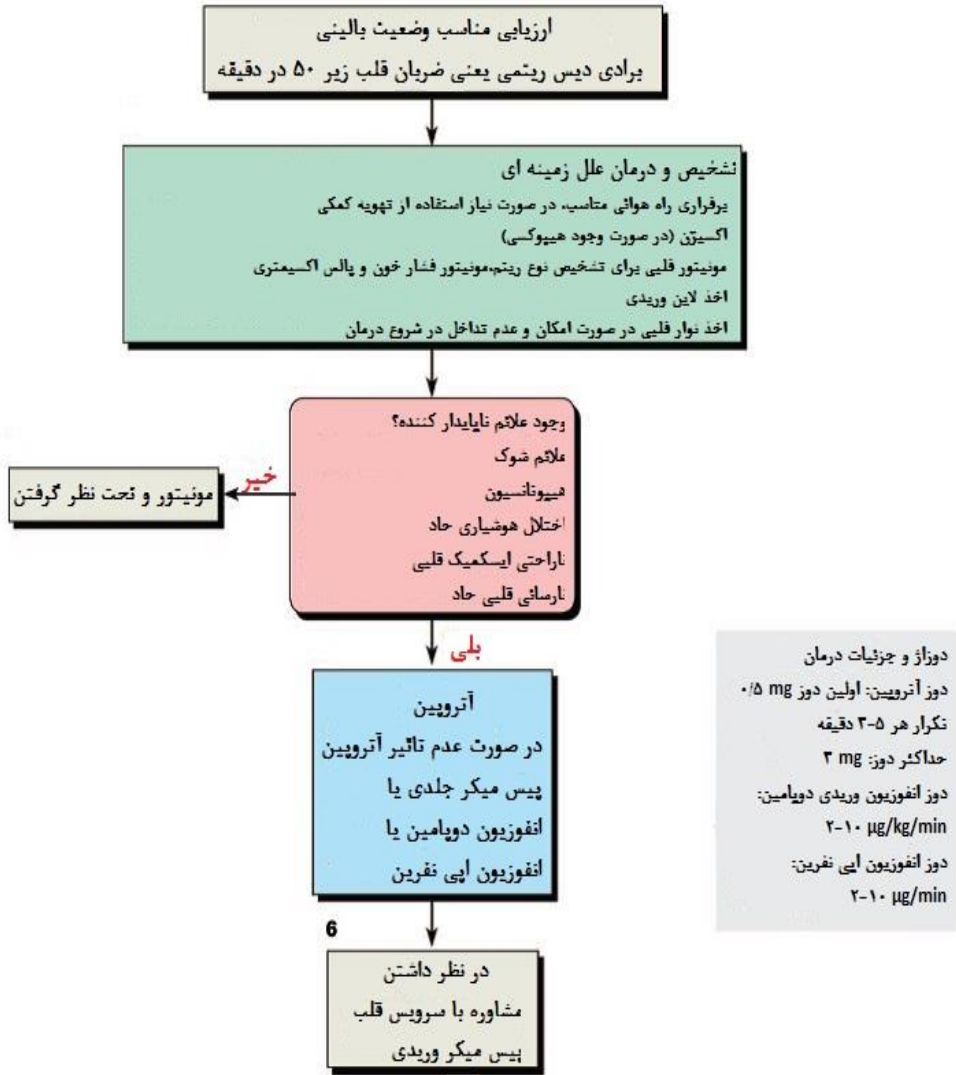 ارزیابی مناسب وضعیت بالینی
برادی دیس ریتمی یعنی ضربان قلب زیر ۵۰ در دقیقه
تشخیص و درمان علل زمینه ای
برقراری راه هوائی مناسب، در صورت نیاز استفاده از تهویه کمکی
اکسیژن (در صورت وجود هیپوکسی)
مونیتور قلبی برای تشخیص نوع ریتم،مونیتور فشار خون و پالس اکسیمتری
اخذ لاین وریدی
اخذ نوار قلبی در صورت امکان و عدم تداخل در شروع درمان
وجود علائم ناپایدار کننده؟
علائم شوک
هیپوتانسیون
اختلال هوشیاری حاد
ناراحتی ایسکمیک قلبی
نارسائی قلبی حاد
خیر
مونیتور و تحت نظر گرفتن
بلی
آتروپین
در صورت عدم تاثیر آتروپین
پیس میکر جلدی یا
انفوزیون دوپامین یا
انفوزیون اپی نفرین
6
در نظر داشتن
مشاوره با سرویس قلب
پیس میکر وریدی
دوزاژ و جزئیات درمان
دوز آتروپین: اولین دوز ۰/۵ mg
تکرار هر ۵-۳ دقیقه
حداکثر دوز: ۳ mg
دوز انفوزیون وریدی دوپامین:
۲-۱۰ µg/kg/min
دوز انفوزیون اپی نفرین:
۲-۱۰ µg/min